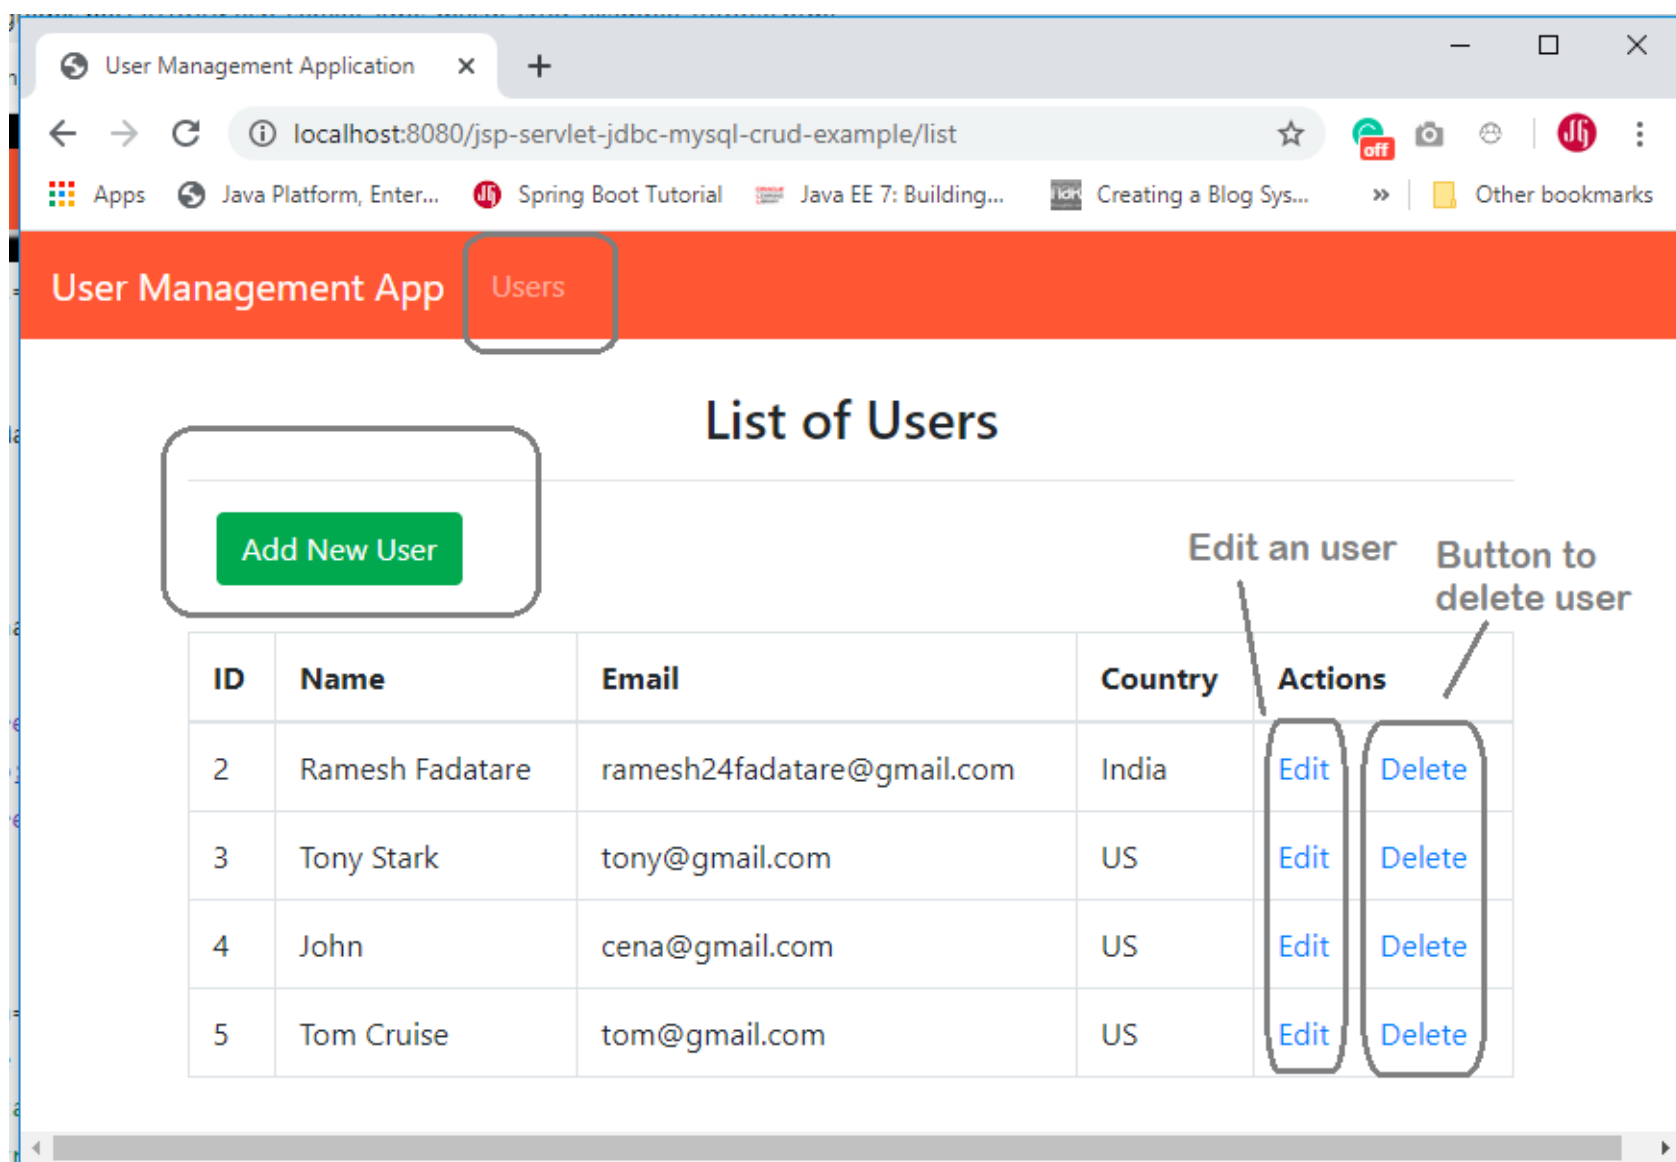 User Management Application
localhost:8080/jsp-servlet-jdbc-mysql-crud-example/list
off
JG
Apps Java Platform, Enter... JG Spring Boot Tutorial Java EE 7: Building... Creating a Blog Sys... » Other bookmarks
User Management App Users
List of Users
Add New User
Edit an user
Button to
delete user
ID Name Email Country Actions
2 Ramesh Fadatare ramesh24fadatare@gmail.com India Edit Delete
3 Tony Stark tony@gmail.com US Edit Delete
4 John cena@gmail.com US Edit Delete
5 Tom Cruise tom@gmail.com US Edit Delete